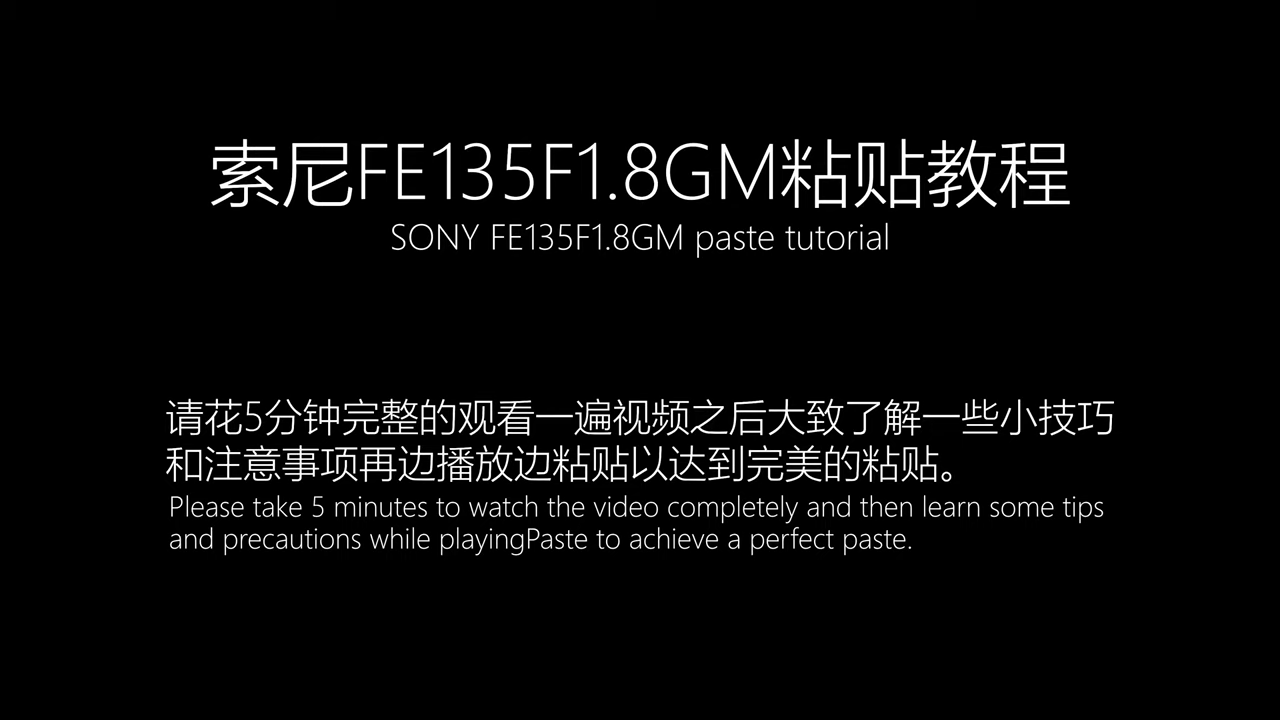 索尼FE135F1.8GM粘贴教程
SONY FE135F1.8GM paste tutorial
请花5分钟完整的观看一遍视频之后大致了解一些小技巧
和注意事项再边播放边粘贴以达到完美的粘贴。
Please take 5 minutes to watch the video completely and then learn some tips
and precautions while playingPaste to achieve a perfect paste.